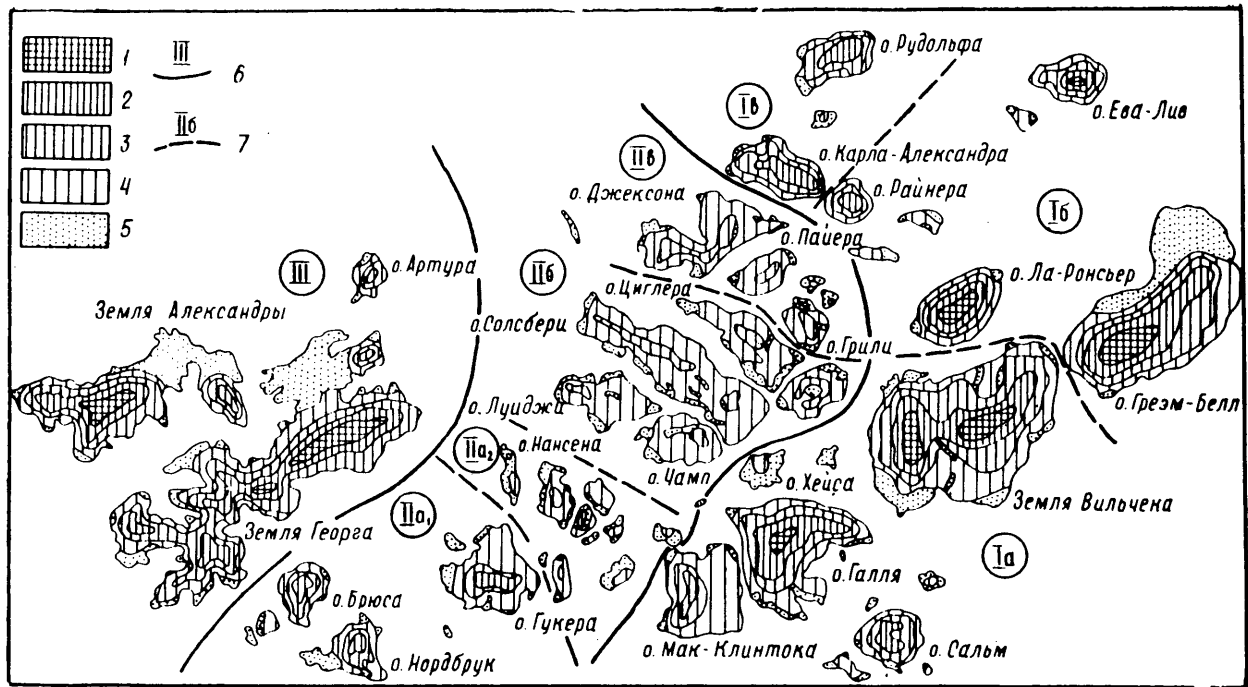 1
III
6
2
3
IIб
7
4
5
о. Рудольфа
Iв
о. Ева-Лив
IIв
о. Карла-Александра
о. Джексона
о. Райнера
Iб
о. Пайера
III
о. Артура
IIб
о. Циглера
о. Ла-Ронсьер
Земля Александры
о. Солсбери
о. Грили
о. Луиджи
о. Грээм-Белл
IIа₂
о. Нансена
о. Чамп
о. Хейса
Земля Вильчека
IIа₁
Земля Георга
Iа
о. Галля
о. Брюса
о. Гукера
о. Мак-Клинтока
о. Сальм
о. Нордбрук